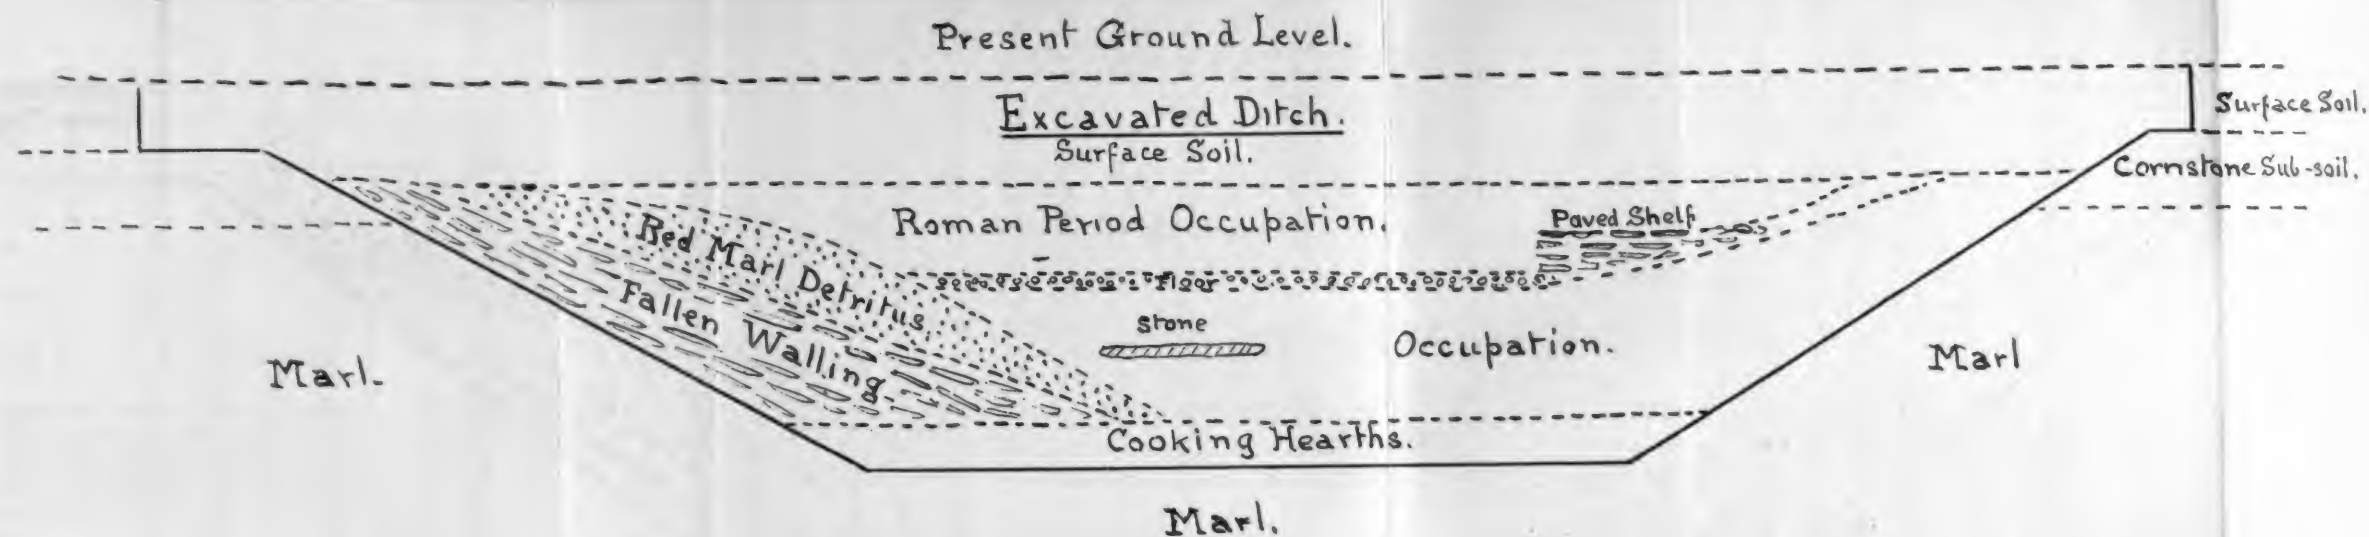 Present Ground Level.
Excavated Ditch.
Surface Soil.
Surface Soil.
Cornstone Sub-soil.
Roman Period Occupation.
Paved Shelf
Red Marl Detritus.
Floor
Fallen Walling
Stone
Occupation.
Marl.
Marl
Cooking Hearths.
Marl.